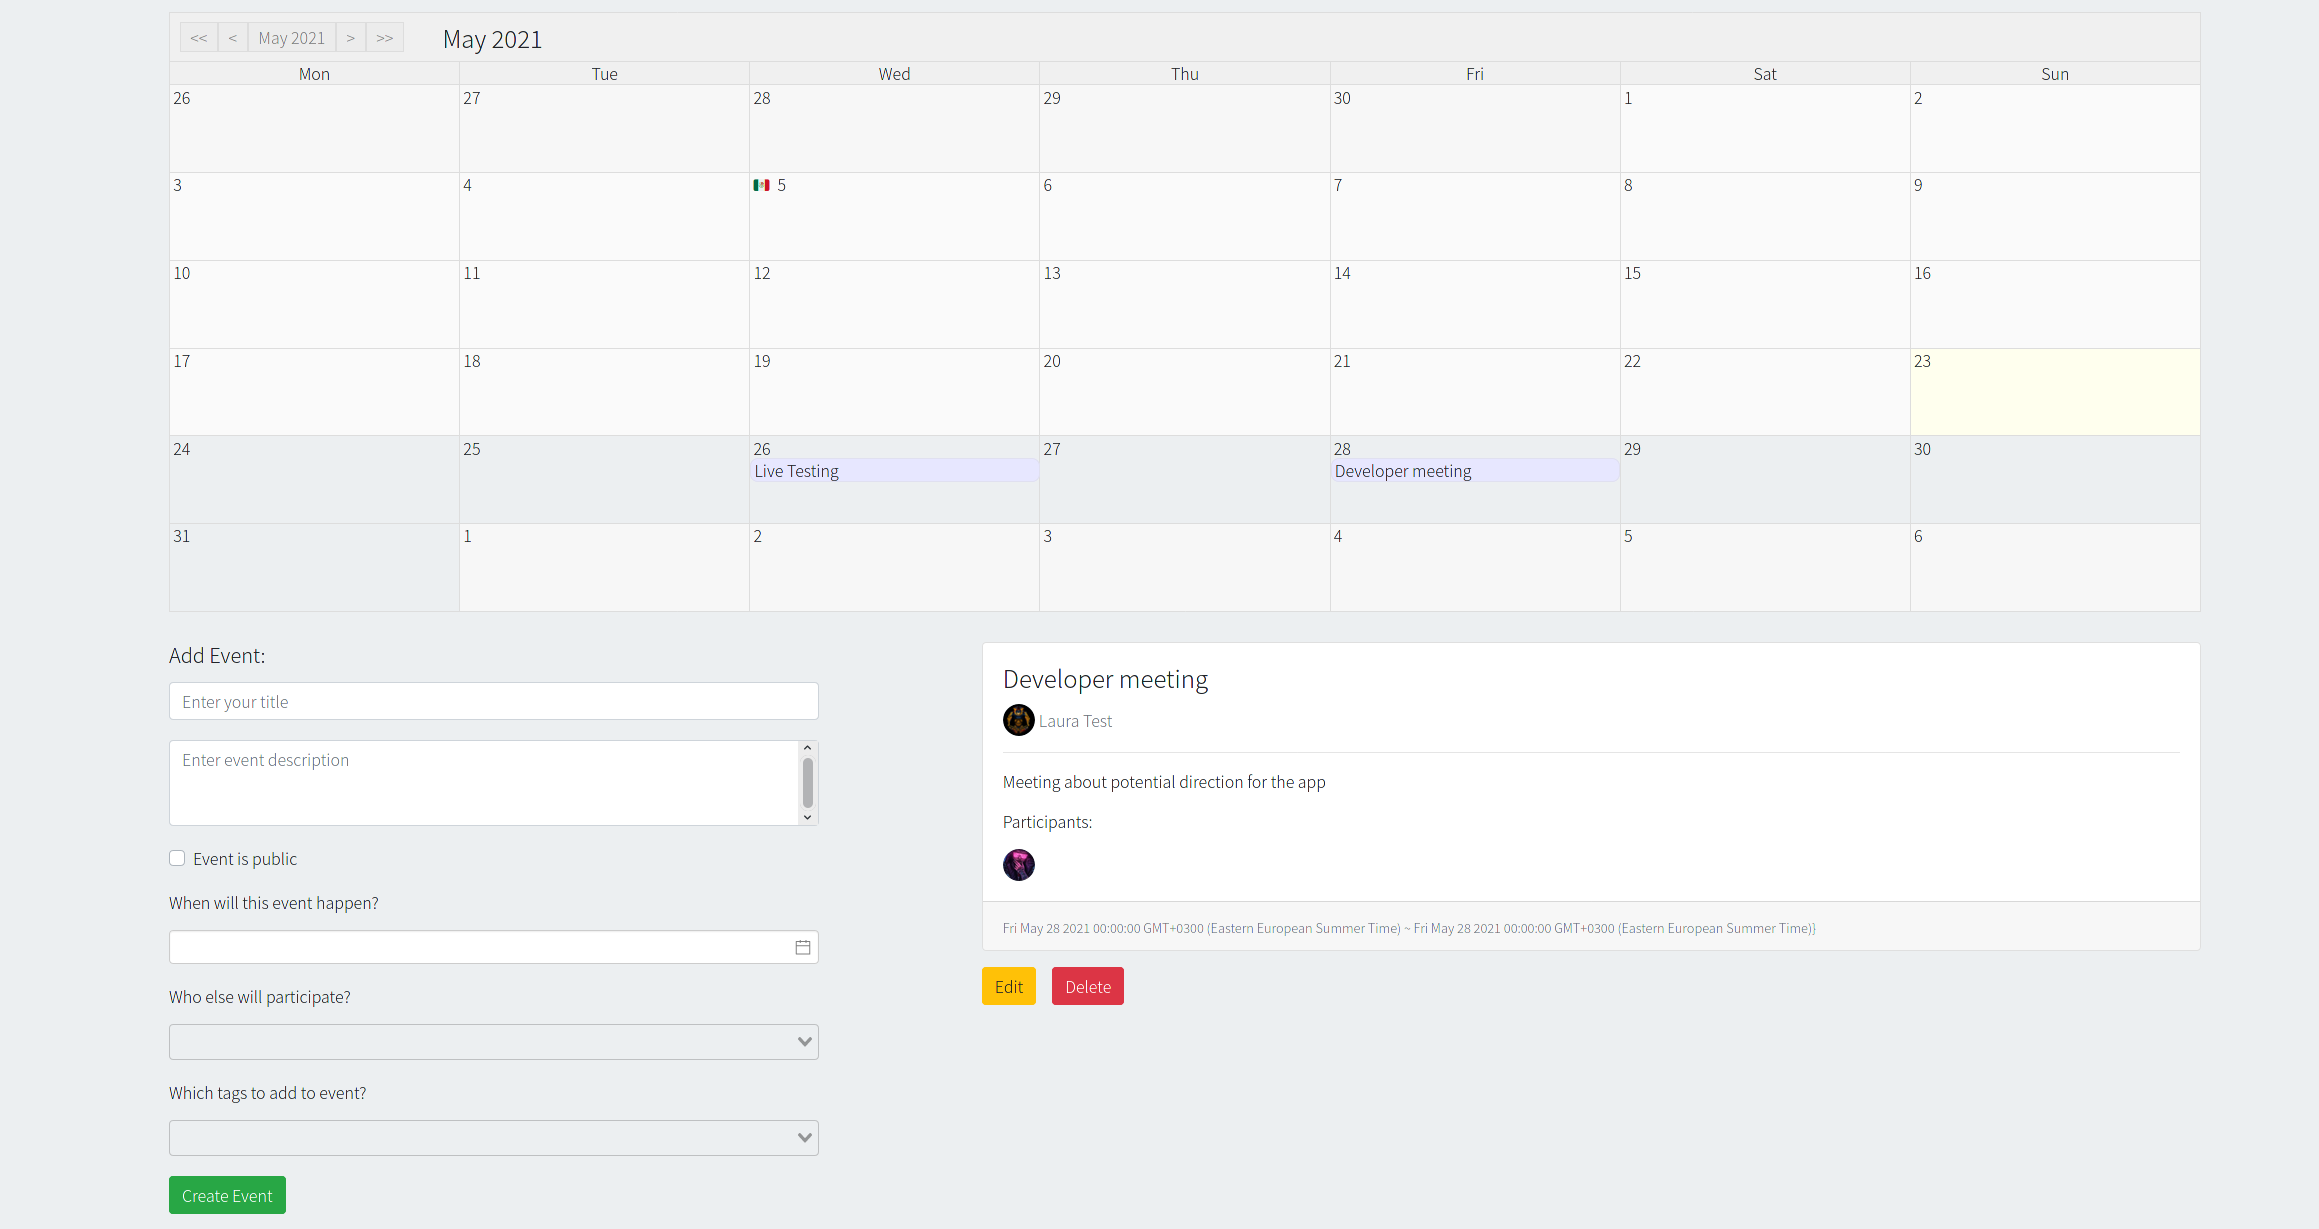 << < May 2021 > >> May 2021
Mon Tue Wed Thu Fri Sat Sun
26 27 28 29 30 1 2
3 4 5 6 7 8 9
10 11 12 13 14 15 16
17 18 19 20 21 22 23
24 25 26 27 28 29 30
Live Testing Developer meeting
31 1 2 3 4 5 6
Add Event:
Enter your title
Enter event description
Event is public
When will this event happen?
Who else will participate?
Which tags to add to event?
Create Event
Developer meeting
Laura Test
Meeting about potential direction for the app
Participants:
Fri May 28 2021 00:00:00 GMT+0300 (Eastern European Summer Time) ~ Fri May 28 2021 00:00:00 GMT+0300 (Eastern European Summer Time)}
Edit Delete